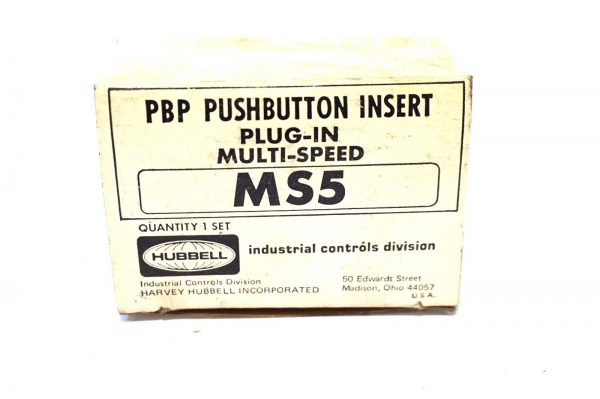 PBP PUSHBUTTON INSERT
PLUG-IN
MULTI-SPEED
MS5
QUANTITY 1 SET
HUBBELL
industrial controls division
Industrial Controls Division
HARVEY HUBBELL INCORPORATED
50 Edwards Street
Madison, Ohio 44057
U.S.A.